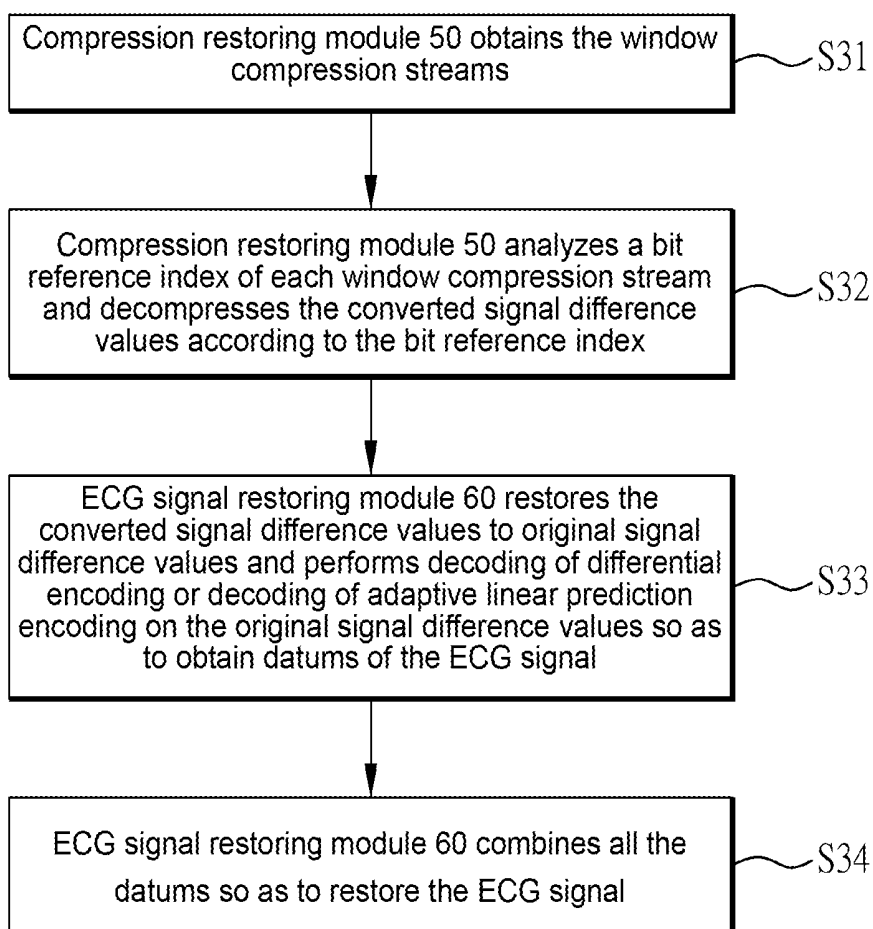 Compression restoring module 50 obtains the window
compression streams
S31
Compression restoring module 50 analyzes a bit
reference index of each window compression stream
and decompresses the converted signal difference
values according to the bit reference index
S32
ECG signal restoring module 60 restores the
converted signal difference values to original signal
difference values and performs decoding of differential
encoding or decoding of adaptive linear prediction
encoding on the original signal difference values so as
to obtain datums of the ECG signal
S33
ECG signal restoring module 60 combines all the
datums so as to restore the ECG signal
S34